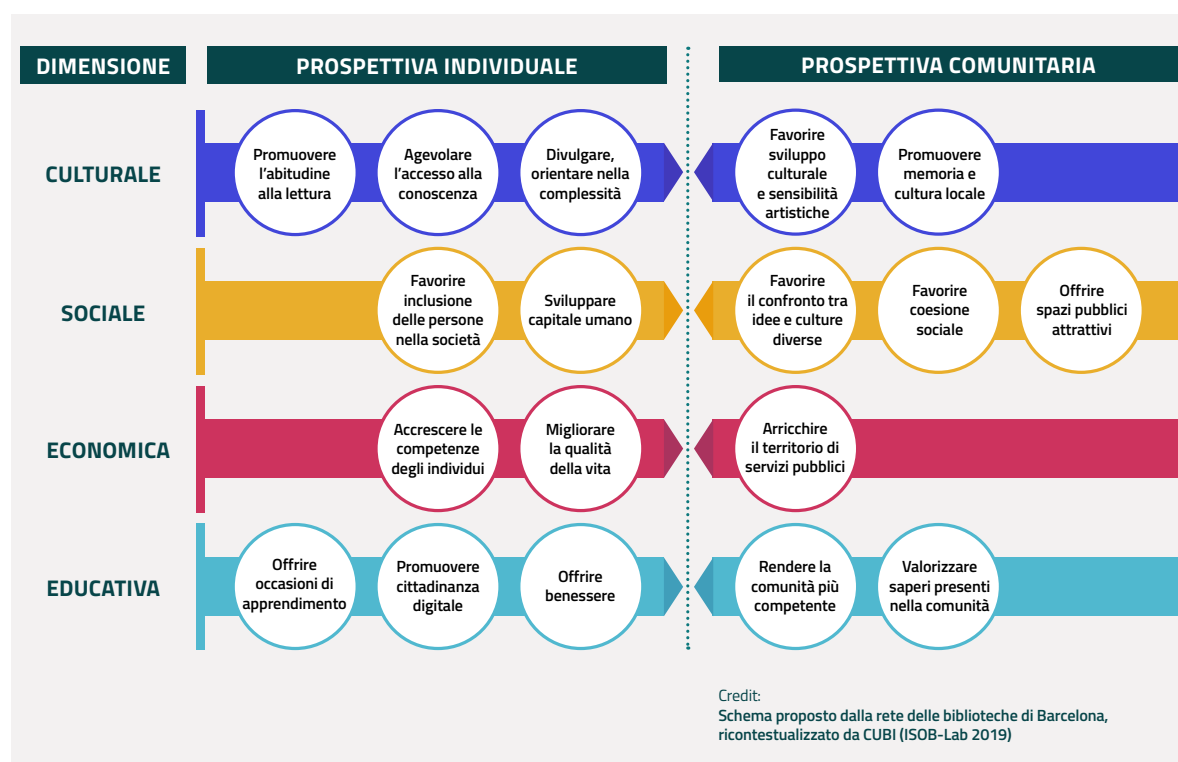 DIMENSIONE
PROSPETTIVA INDIVIDUALE
PROSPETTIVA COMUNITARIA
CULTURALE
Promuovere
l'abitudine
alla lettura
Agevolare
l'accesso alla
conoscenza
Divulgare,
orientare nella
complessità
Favorire
sviluppo
culturale
e sensibilità
artistiche
Promuovere
memoria e
cultura locale
SOCIALE
Favorire
inclusione
delle persone
nella società
Sviluppare
capitale umano
Favorire
il confronto tra
idee e culture
diverse
Favorire
coesione
sociale
Offrire
spazi pubblici
attrattivi
ECONOMICA
Accrescere le
competenze
degli individui
Migliorare
la qualità
della vita
Arricchire
il territorio di
servizi pubblici
EDUCATIVA
Offrire
occasioni di
apprendimento
Promuovere
cittadinanza
digitale
Offrire
benessere
Rendere la
comunità più
competente
Valorizzare
saperi presenti
nella comunità
Credit:
Schema proposto dalla rete delle biblioteche di Barcelona,
ricontestualizzato da CUBI (ISOB-Lab 2019)